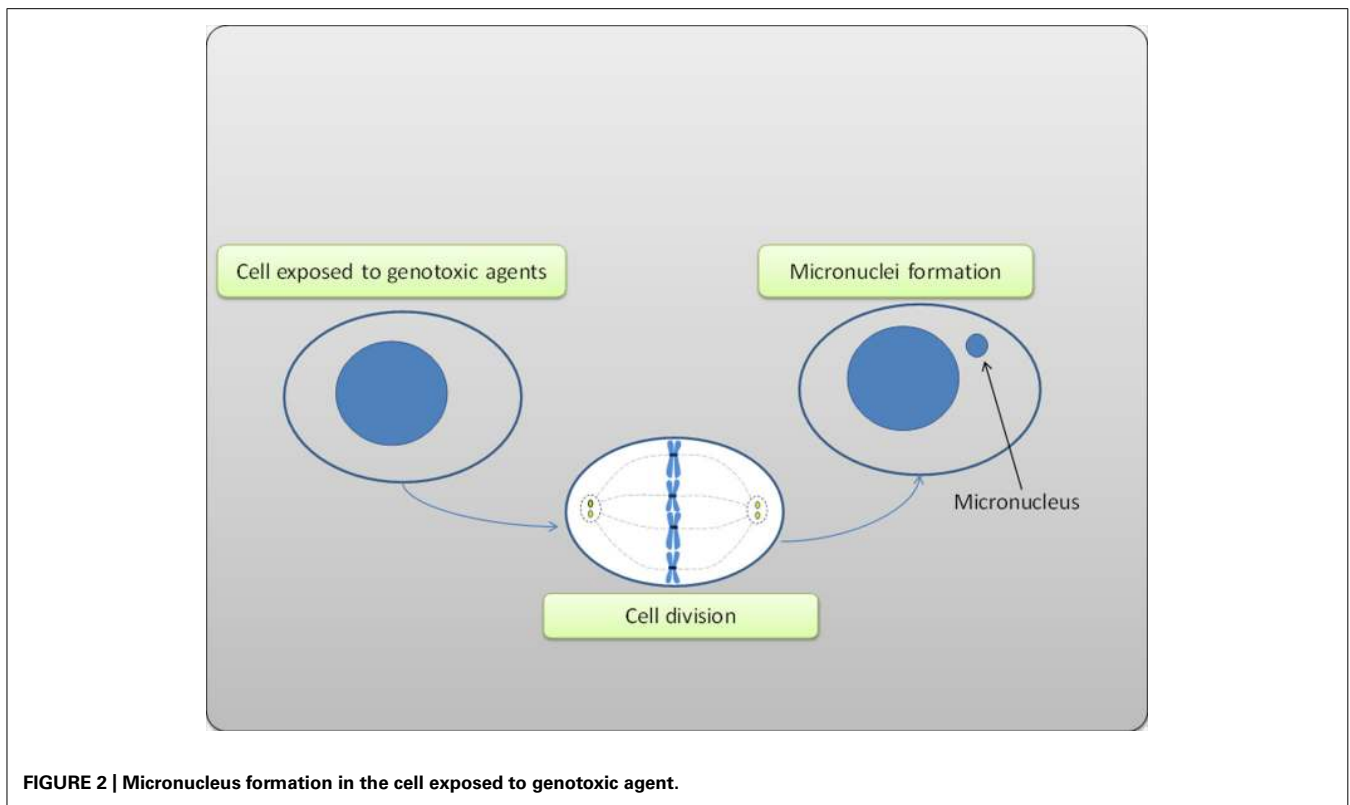 Cell exposed to genotoxic agents
Micronuclei formation
Micronucleus
Cell division
FIGURE 2 | Micronucleus formation in the cell exposed to genotoxic agent.